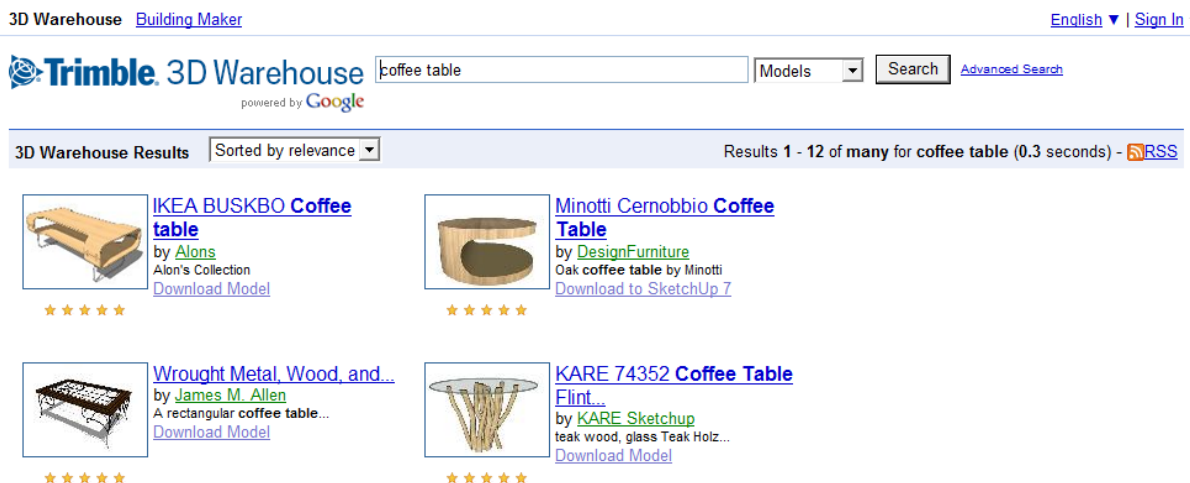 3D Warehouse Building Maker English ▼ | Sign In
Trimble. 3D Warehouse coffee table Models Search Advanced Search
powered by Google
3D Warehouse Results Sorted by relevance Results 1 - 12 of many for coffee table (0.3 seconds) - RSS
IKEA BUSKBO Coffee
table
by Alons
Alon's Collection
Download Model
Minotti Cernobbio Coffee
Table
by DesignFurniture
Oak coffee table by Minotti
Download to SketchUp 7
Wrought Metal, Wood, and...
by James M. Allen
A rectangular coffee table...
Download Model
KARE 74352 Coffee Table
Flint...
by KARE Sketchup
teak wood, glass Teak Holz...
Download Model